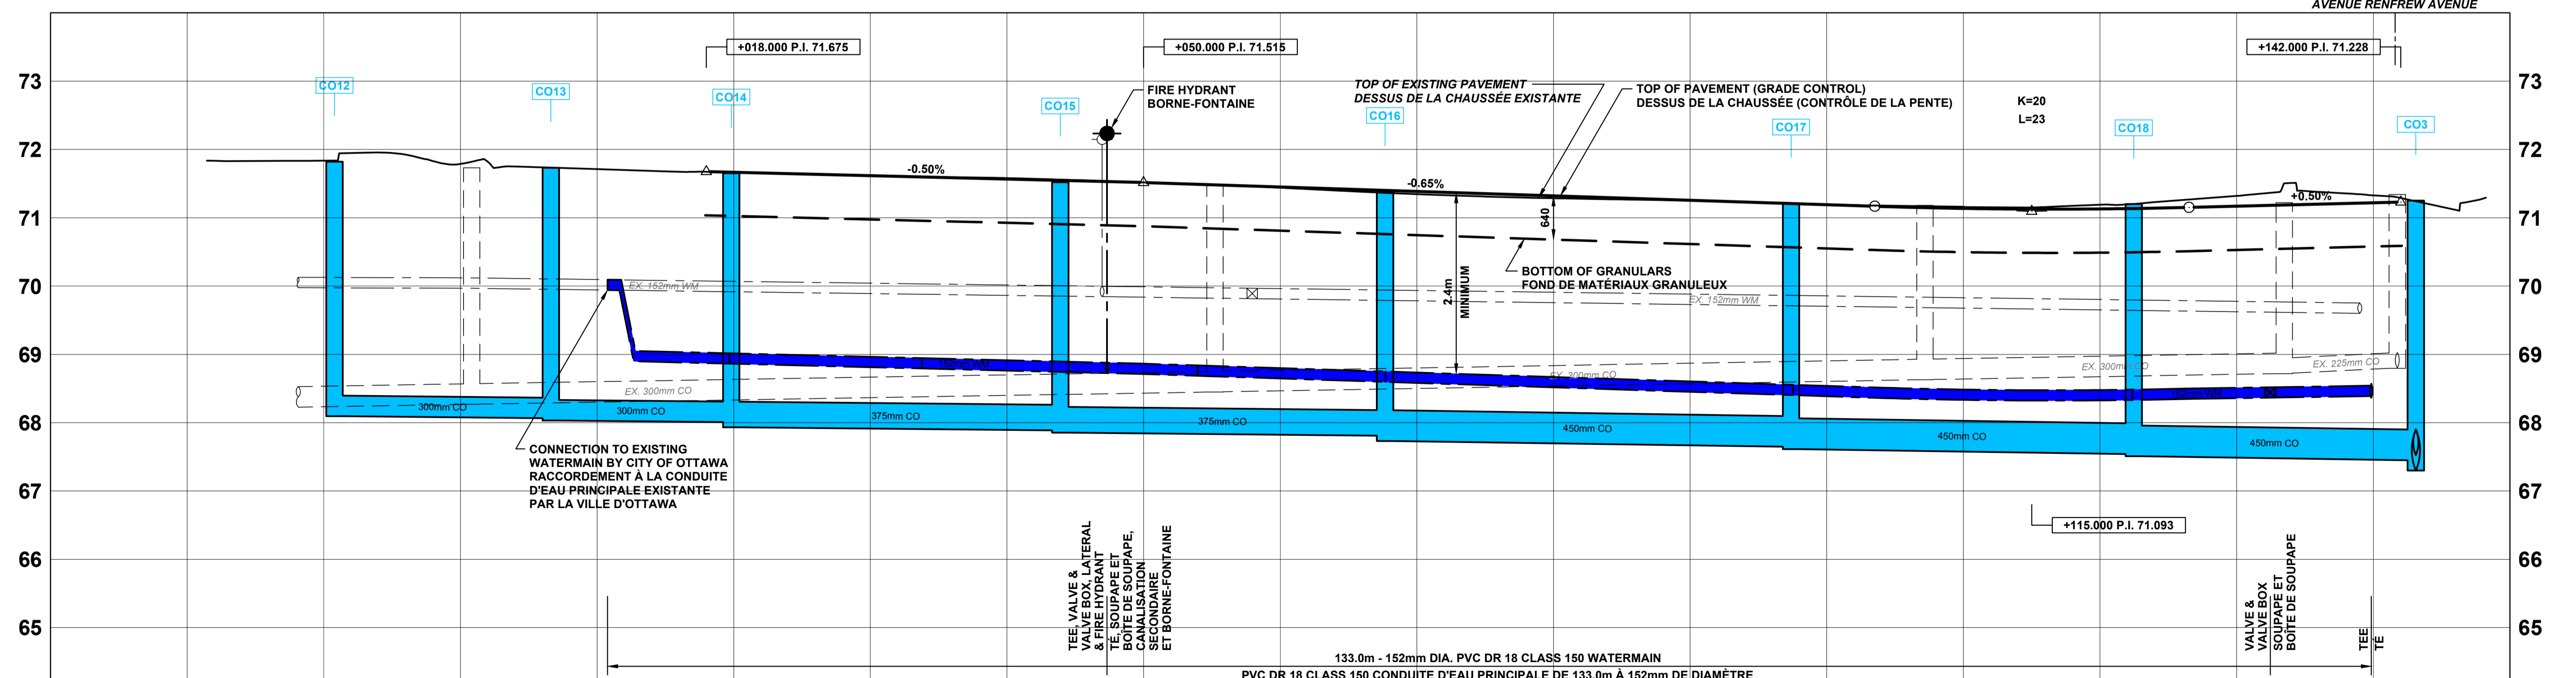 AVENUE RENFREW AVENUE
+018.000 P.I. 71.675
+050.000 P.I. 71.515
+142.000 P.I. 71.228
73
73
CO12
CO13
CO14
CO15
CO16
CO17
CO18
CO3
FIRE HYDRANT
BORNE-FONTAINE
TOP OF EXISTING PAVEMENT
DESSUS DE LA CHAUSSÉE EXISTANTE
TOP OF PAVEMENT (GRADE CONTROL)
DESSUS DE LA CHAUSSÉE (CONTRÔLE DE LA PENTE)
K=20
L=23
72
72
-0.50%
-0.65%
+0.50%
71
71
640
2.4m
MINIMUM
BOTTOM OF GRANULARS
FOND DE MATÉRIAUX GRANULEUX
70
70
EX. 152mm WM
EX. 152mm WM
69
69
152mm WM
EX. 300mm CO
EX. 300mm CO
EX. 300mm CO
EX. 225mm CO
152mm WM
300mm CO
300mm CO
375mm CO
375mm CO
450mm CO
450mm CO
450mm CO
68
68
CONNECTION TO EXISTING
WATERMAIN BY CITY OF OTTAWA
RACCORDEMENT À LA CONDUITE
D'EAU PRINCIPALE EXISTANTE
PAR LA VILLE D'OTTAWA
67
67
+115.000 P.I. 71.093
66
66
65
65
TEE, VALVE &
VALVE BOX, LATERAL
& FIRE HYDRANT
TÉ, SOUPAPE ET
BOÎTE DE SOUPAPE,
CANALISATION
SECONDAIRE
ET BORNE-FONTAINE
VALVE &
VALVE BOX
SOUPAPE ET
BOÎTE DE SOUPAPE
TEE
TÉ
133.0m - 152mm DIA. PVC DR 18 CLASS 150 WATERMAIN
PVC DR 18 CLASS 150 CONDUITE D'EAU PRINCIPALE DE 133.0m À 152mm DE DIAMÈTRE